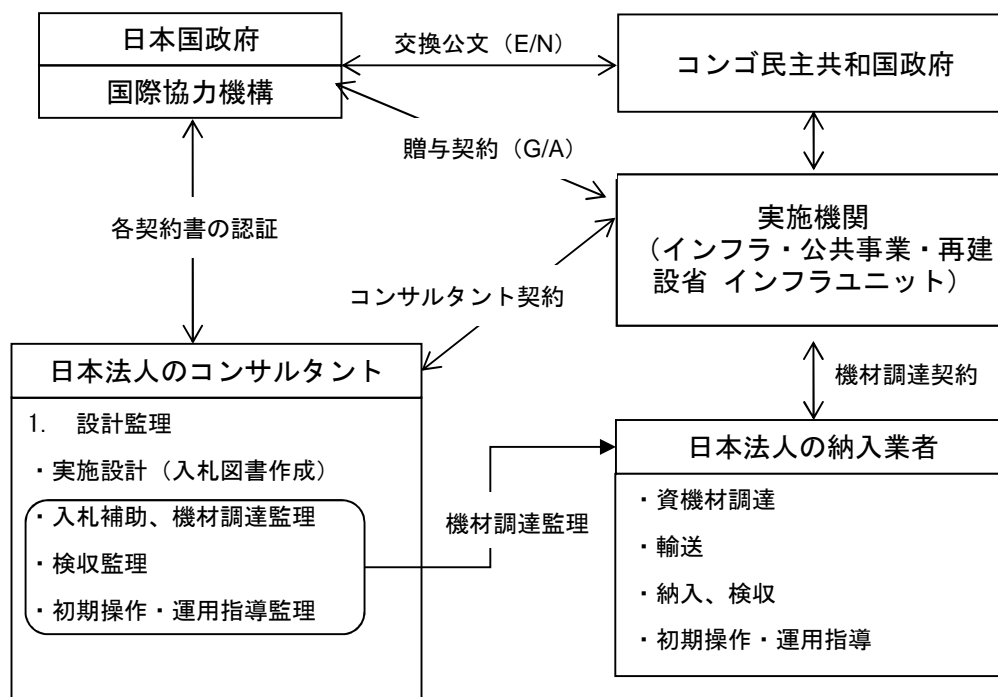 日本国政府
交換公文（E/N）
コンゴ民主共和国政府
国際協力機構
贈与契約（G/A）
各契約書の認証
実施機関
（インフラ・公共事業・再建
設省 インフラユニット）
コンサルタント契約
機材調達契約
日本法人のコンサルタント
1. 設計監理
・実施設計（入札図書作成）
・入札補助、機材調達監理
・検収監理
・初期操作・運用指導監理
機材調達監理
日本法人の納入業者
・資機材調達
・輸送
・納入、検収
・初期操作・運用指導